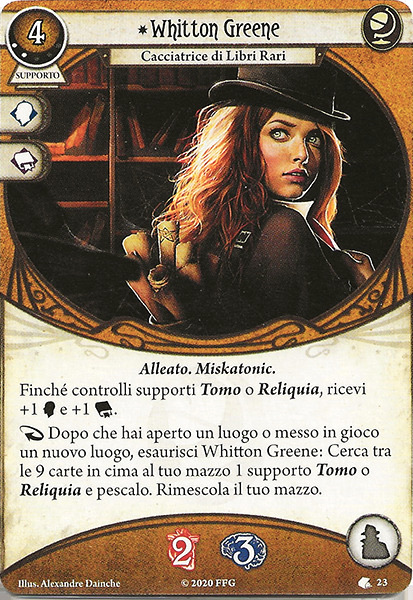 4
SUPPORTO
*Whitton Greene
Cacciatrice di Libri Rari
Alleato. Miskatonic.
Finché controlli supporti Tomo o Reliquia, ricevi
+1 e +1 .
Dopo che hai aperto un luogo o messo in gioco
un nuovo luogo, esaurisci Whitton Greene: Cerca tra
le 9 carte in cima al tuo mazzo 1 supporto Tomo o
Reliquia e pescalo. Rimescola il tuo mazzo.
2
3
Illus. Alexandre Dainche
© 2020 FFG
23